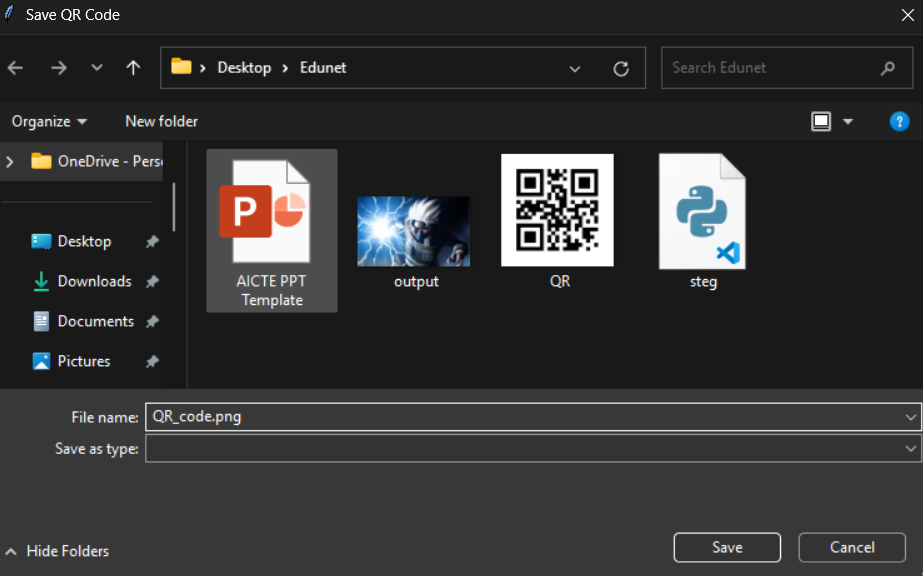 Save QR Code
Desktop > Edunet
Search Edunet
Organize
New folder
OneDrive - Pers
Desktop
Downloads
Documents
Pictures
P
AICTE PPT
Template
output
QR
steg
File name: QR_code.png
Save as type:
Hide Folders
Save
Cancel